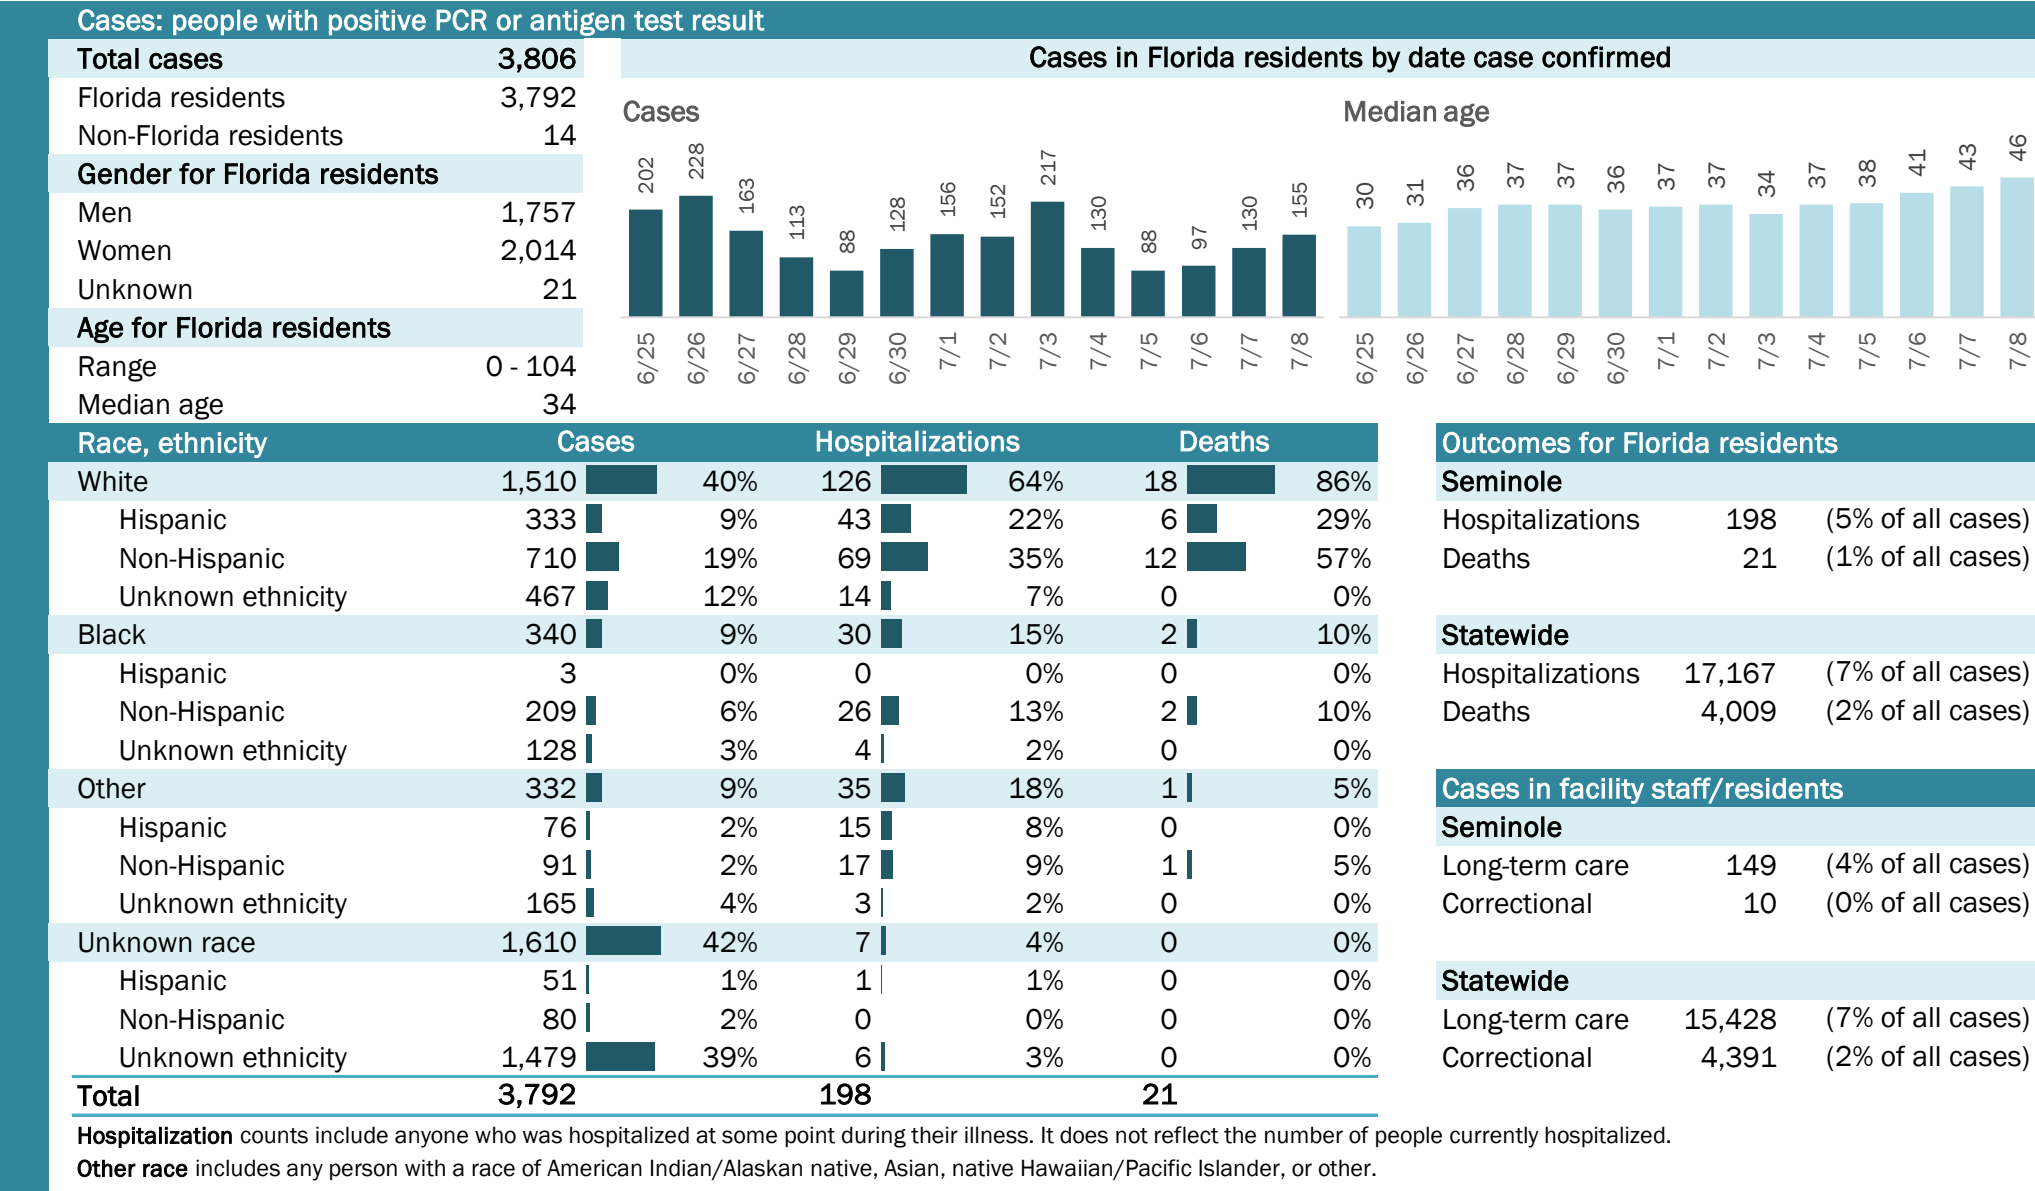 Cases: people with positive PCR or antigen test result
Total cases 3,806
Florida residents 3,792
Non-Florida residents 14
Gender for Florida residents
Men 1,757
Women 2,014
Unknown 21
Age for Florida residents
Range 0 - 104
Median age 34
Cases in Florida residents by date case confirmed
Cases
202 228 163 113 88 128 156 152 217 130 88 97 130 155
6/25 6/26 6/27 6/28 6/29 6/30 7/1 7/2 7/3 7/4 7/5 7/6 7/7 7/8
Median age
30 31 36 37 37 36 37 37 34 37 38 41 43 46
6/25 6/26 6/27 6/28 6/29 6/30 7/1 7/2 7/3 7/4 7/5 7/6 7/7 7/8
Race, ethnicity Cases Hospitalizations Deaths
White 1,510 40% 126 64% 18 86%
Hispanic 333 9% 43 22% 6 29%
Non-Hispanic 710 19% 69 35% 12 57%
Unknown ethnicity 467 12% 14 7% 0 0%
Black 340 9% 30 15% 2 10%
Hispanic 3 0% 0 0% 0 0%
Non-Hispanic 209 6% 26 13% 2 10%
Unknown ethnicity 128 3% 4 2% 0 0%
Other 332 9% 35 18% 1 5%
Hispanic 76 2% 15 8% 0 0%
Non-Hispanic 91 2% 17 9% 1 5%
Unknown ethnicity 165 4% 3 2% 0 0%
Unknown race 1,610 42% 7 4% 0 0%
Hispanic 51 1% 1 1% 0 0%
Non-Hispanic 80 2% 0 0% 0 0%
Unknown ethnicity 1,479 39% 6 3% 0 0%
Total 3,792 198 21
Outcomes for Florida residents
Seminole
Hospitalizations 198 (5% of all cases)
Deaths 21 (1% of all cases)
Statewide
Hospitalizations 17,167 (7% of all cases)
Deaths 4,009 (2% of all cases)
Cases in facility staff/residents
Seminole
Long-term care 149 (4% of all cases)
Correctional 10 (0% of all cases)
Statewide
Long-term care 15,428 (7% of all cases)
Correctional 4,391 (2% of all cases)
Hospitalization counts include anyone who was hospitalized at some point during their illness. It does not reflect the number of people currently hospitalized.
Other race includes any person with a race of American Indian/Alaskan native, Asian, native Hawaiian/Pacific Islander, or other.